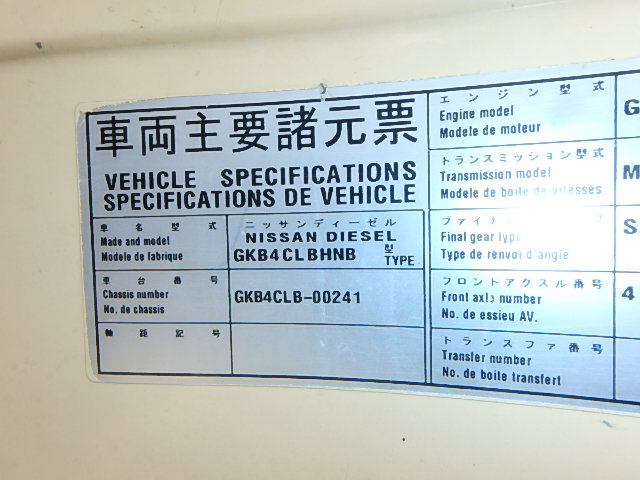 車両主要諸元票
VEHICLE SPECIFICATIONS
SPECIFICATIONS DE VEHICLE
車名型式
Made and model
Modele de fabrique
ニッサンディーゼル
NISSAN DIESEL
GKB4CLBHNB 型 TYPE
車台番号
Chassis number
No. de chassis
GKB4CLB-00241
軸距記号
エンジン型式
Engine model
Modele de moteur
G
トランスミッション型式
Transmission model
Modele de boite de vitesses
M
ファイナル
Final gear type
Type de renvoi d angle
S
フロントアクスル番号
Front axle number
No. de essieu AV.
4
トランスファ番号
Transfer number
No. de boite transfert